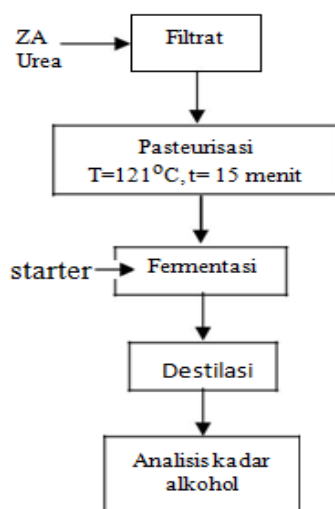 ZA
Urea
Filtrat
Pasteurisasi
T=121°C, t= 15 menit
starter
Fermentasi
Destilasi
Analisis kadar
alkohol